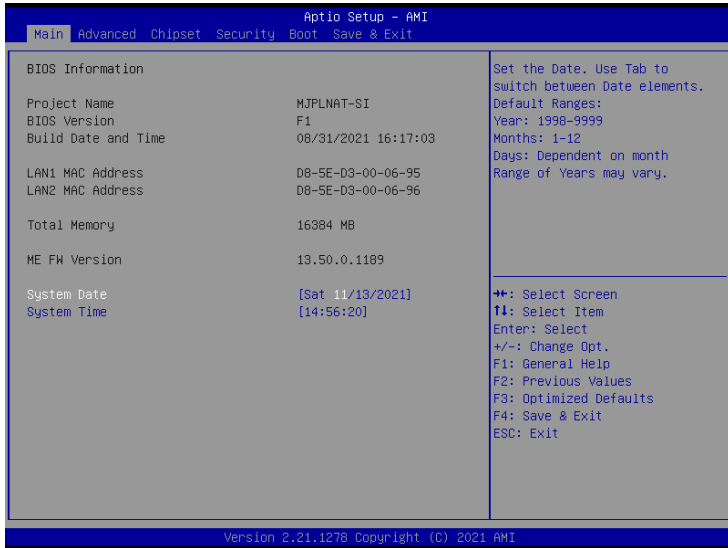 Aptio Setup – AMI
Main Advanced Chipset Security Boot Save & Exit
BIOS Information
Project Name MJPLNAT-SI
BIOS Version F1
Build Date and Time 08/31/2021 16:17:03
LAN1 MAC Address D8-5E-D3-00-06-95
LAN2 MAC Address D8-5E-D3-00-06-96
Total Memory 16384 MB
ME FW Version 13.50.0.1189
System Date [Sat 11/13/2021]
System Time [14:56:20]
Set the Date. Use Tab to
switch between Date elements.
Default Ranges:
Year: 1998-9999
Months: 1-12
Days: Dependent on month
Range of Years may vary.
→←: Select Screen
↑↓: Select Item
Enter: Select
+/-: Change Opt.
F1: General Help
F2: Previous Values
F3: Optimized Defaults
F4: Save & Exit
ESC: Exit
Version 2.21.1278 Copyright (C) 2021 AMI